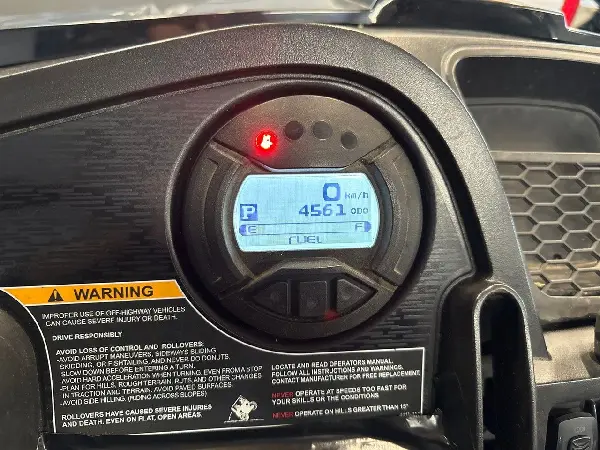 0 km/h
P 4561 ODO
E F
FUEL
WARNING
IMPROPER USE OF OFF-HIGHWAY VEHICLES
CAN CAUSE SEVERE INJURY OR DEATH.
DRIVE RESPONSIBLY
AVOID LOSS OF CONTROL AND ROLLOVERS:
-AVOID ABRUPT MANEUVERS, SIDEWAYS SLIDING
SKIDDING, OR FISHTAILING, AND NEVER DO DONUTS.
SLOW DOWN BEFORE ENTERING A TURN.
-AVOID HARD ACCELERATION WHEN TURNING, EVEN FROM A STOP
-PLAN FOR HILLS, ROUGH TERRAIN, RUTS AND OTHER CHANGES
IN TRACTION AND TERRAIN. AVOID PAVED SURFACES.
-AVOID SIDE HILLING. (RIDING ACROSS SLOPES)
ROLLOVERS HAVE CAUSED SEVERE INJURIES
AND DEATH. EVEN ON FLAT, OPEN AREAS.
LOCATE AND READ OPERATORS MANUAL.
FOLLOW ALL INSTRUCTIONS AND WARNINGS.
CONTACT MANUFACTURER FOR FREE REPLACEMENT.
NEVER OPERATE AT SPEEDS TOO FAST FOR
YOUR SKILLS OR THE CONDITIONS
NEVER OPERATE ON HILLS GREATER THAN 15°